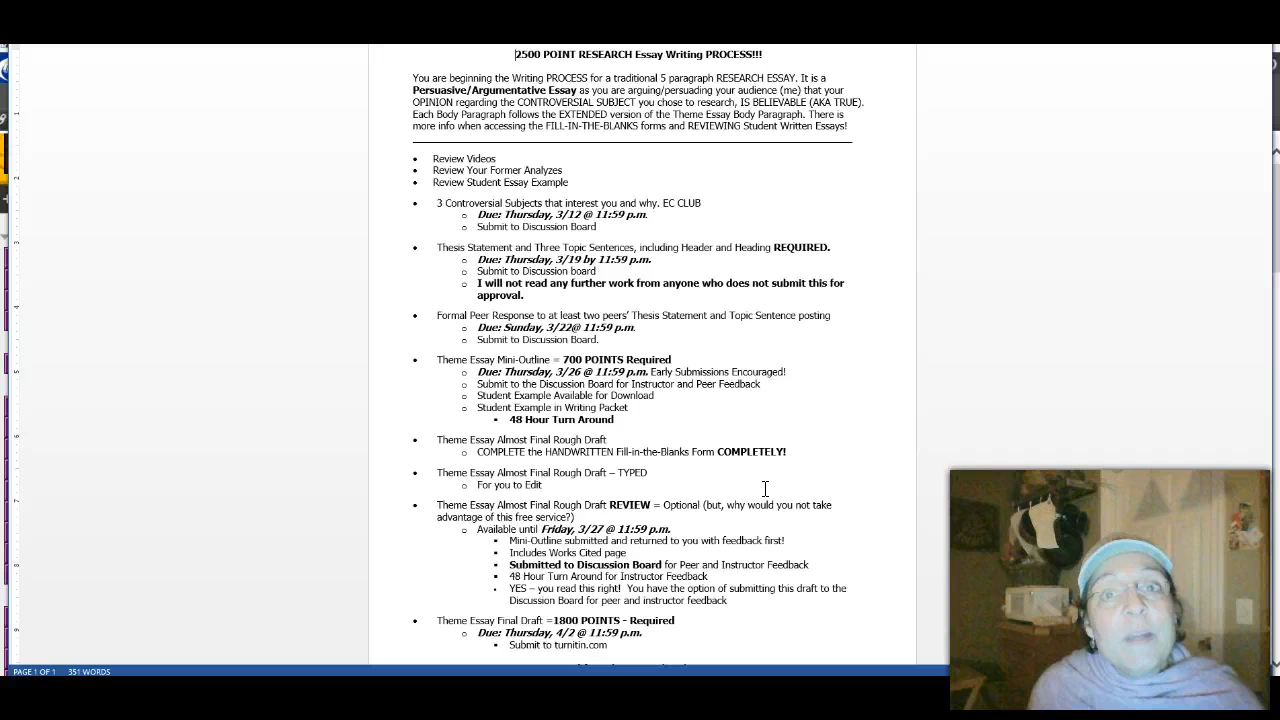 2500 POINT RESEARCH Essay Writing PROCESS!!!
You are beginning the Writing PROCESS for a traditional 5 paragraph RESEARCH ESSAY. It is a
Persuasive/Argumentative Essay as you are arguing/persuading your audience (me) that your
OPINION regarding the CONTROVERSIAL SUBJECT you chose to research, IS BELIEVABLE (AKA TRUE).
Each Body Paragraph follows the EXTENDED version of the Theme Essay Body Paragraph. There is
more info when accessing the FILL-IN-THE-BLANKS forms and REVIEWING Student Written Essays!
• Review Videos
• Review Your Former Analyzes
• Review Student Essay Example
• 3 Controversial Subjects that interest you and why. EC CLUB
o Due: Thursday, 3/12 @ 11:59 p.m.
o Submit to Discussion Board
• Thesis Statement and Three Topic Sentences, including Header and Heading REQUIRED.
o Due: Thursday, 3/19 by 11:59 p.m.
o Submit to Discussion board
o I will not read any further work from anyone who does not submit this for
approval.
• Formal Peer Response to at least two peers' Thesis Statement and Topic Sentence posting
o Due: Sunday, 3/22@ 11:59 p.m.
o Submit to Discussion Board.
• Theme Essay Mini-Outline = 700 POINTS Required
o Due: Thursday, 3/26 @ 11:59 p.m. Early Submissions Encouraged!
o Submit to the Discussion Board for Instructor and Peer Feedback
o Student Example Available for Download
o Student Example in Writing Packet
▪ 48 Hour Turn Around
• Theme Essay Almost Final Rough Draft
o COMPLETE the HANDWRITTEN Fill-in-the-Blanks Form COMPLETELY!
• Theme Essay Almost Final Rough Draft – TYPED
o For you to Edit
• Theme Essay Almost Final Rough Draft REVIEW = Optional (but, why would you not take
advantage of this free service?)
o Available until Friday, 3/27 @ 11:59 p.m.
▪ Mini-Outline submitted and returned to you with feedback first!
▪ Includes Works Cited page
▪ Submitted to Discussion Board for Peer and Instructor Feedback
▪ 48 Hour Turn Around for Instructor Feedback
▪ YES – you read this right! You have the option of submitting this draft to the
Discussion Board for peer and instructor feedback
• Theme Essay Final Draft =1800 POINTS - Required
o Due: Thursday, 4/2 @ 11:59 p.m.
▪ Submit to turnitin.com
PAGE 1 OF 1 351 WORDS